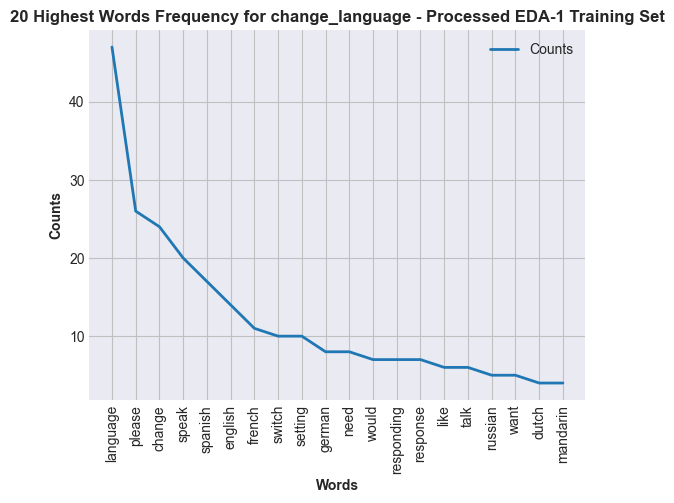 20 Highest Words Frequency for change_language - Processed EDA-1 Training Set
Counts
40
30
20
10
Counts
language
please
change
speak
spanish
english
french
switch
setting
german
need
would
responding
response
like
talk
russian
want
dutch
mandarin
Words